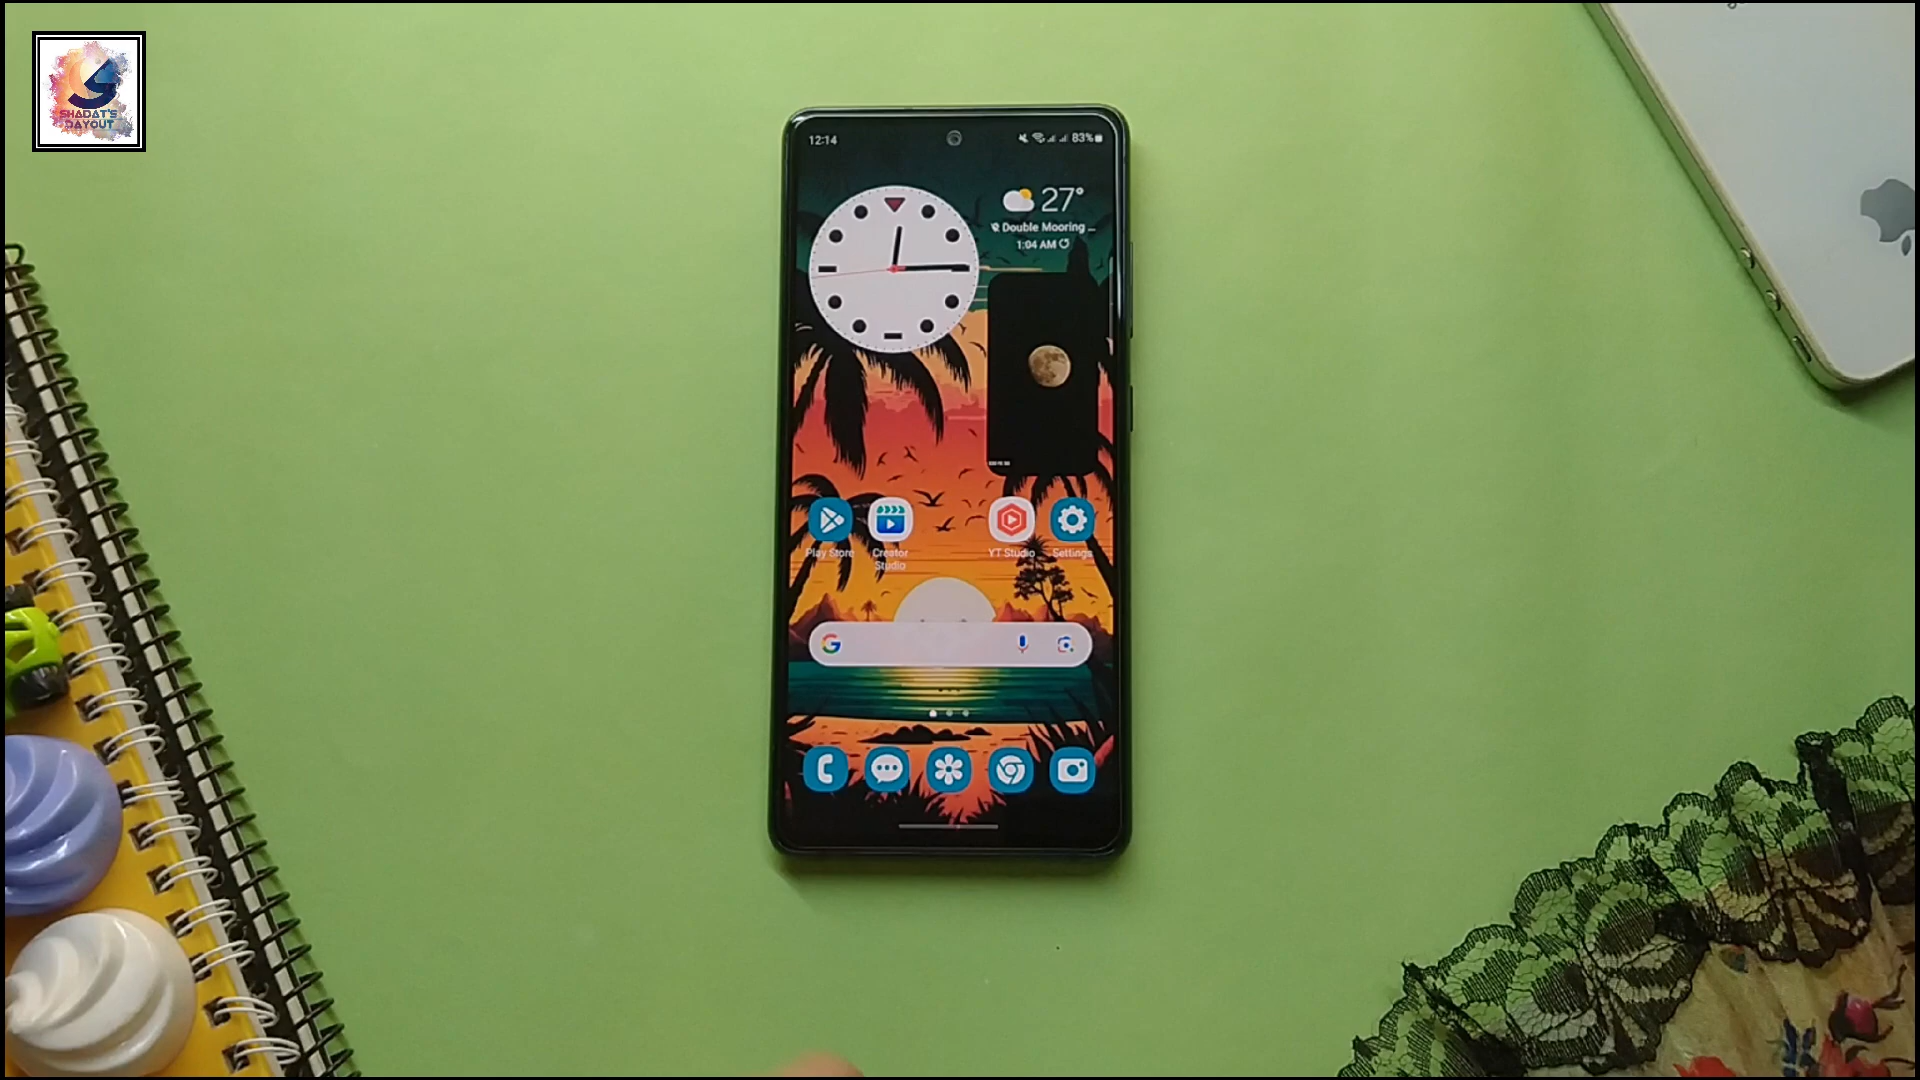 SHADAT'S
DAYOUT
12:14
83%
27°
Double Mooring ...
1:04 AM
Play Store
Creator
Studio
YT Studio
Settings